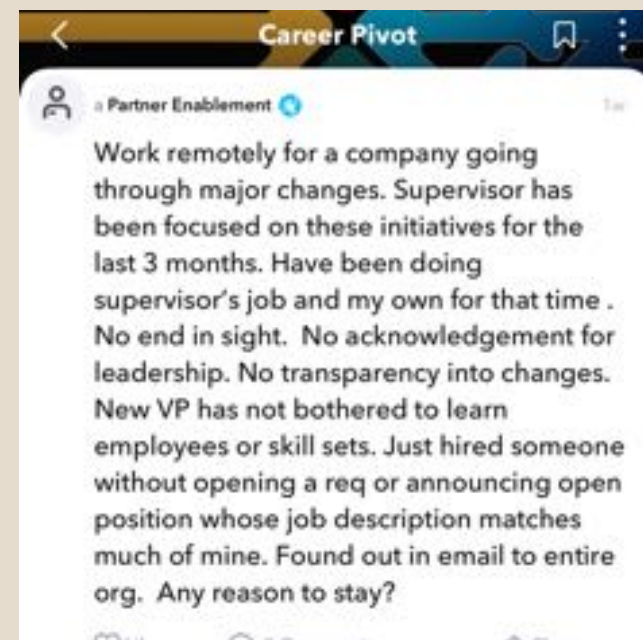 Career Pivot
a Partner Enablement
1w
Work remotely for a company going
through major changes. Supervisor has
been focused on these initiatives for the
last 3 months. Have been doing
supervisor's job and my own for that time .
No end in sight.  No acknowledgement for
leadership. No transparency into changes.
New VP has not bothered to learn
employees or skill sets. Just hired someone
without opening a req or announcing open
position whose job description matches
much of mine. Found out in email to entire
org.  Any reason to stay?